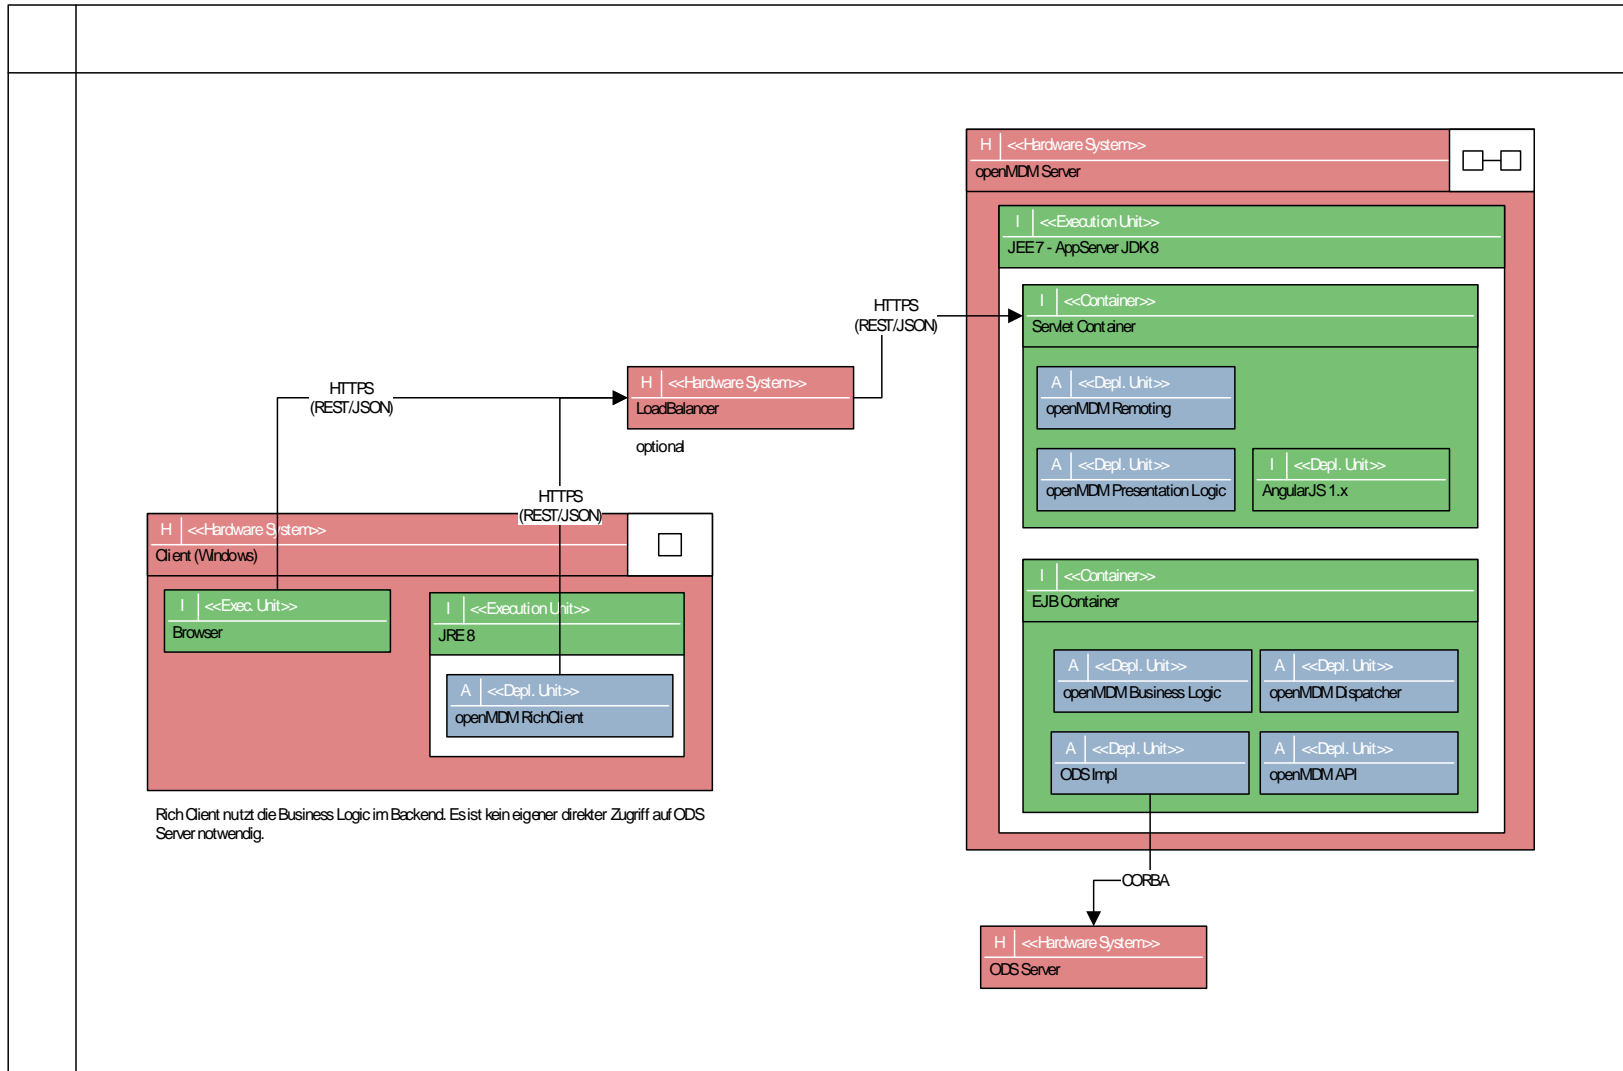 H <<Hardware System>>
openMDM Server
I <<Execution Unit>>
JEE 7 - AppServer JDK 8
I <<Container>>
Servlet Container
HTTPS
(REST/JSON)
A <<Depl. Unit>>
openMDM Remoting
H <<Hardware System>>
LoadBalancer
optional
HTTPS
(REST/JSON)
A <<Depl. Unit>>
openMDM Presentation Logic
I <<Depl. Unit>>
AngularJS 1.x
HTTPS
(REST/JSON)
H <<Hardware System>>
Client (Windows)
I <<Exec. Unit>>
Browser
I <<Execution Unit>>
JRE 8
A <<Depl. Unit>>
openMDM RichClient
I <<Container>>
EJB Container
A <<Depl. Unit>>
openMDM Business Logic
A <<Depl. Unit>>
openMDM Dispatcher
A <<Depl. Unit>>
ODS Impl
A <<Depl. Unit>>
openMDM API
Rich Client nutzt die Business Logic im Backend. Es ist kein eigener direkter Zugriff auf ODS
Server notwendig.
CORBA
H <<Hardware System>>
ODS Server